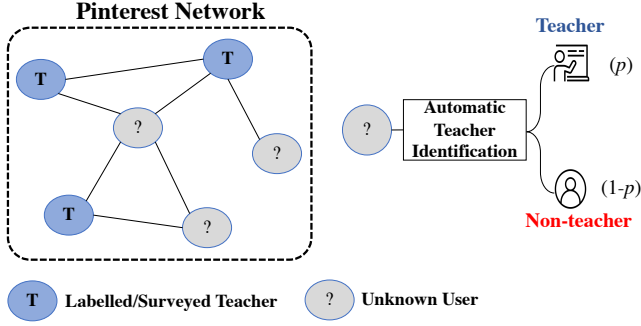 Pinterest Network
T
T
?
?
T
?
Teacher
(p)
?
Automatic
Teacher
Identification
(1-p)
Non-teacher
T Labelled/Surveyed Teacher
? Unknown User